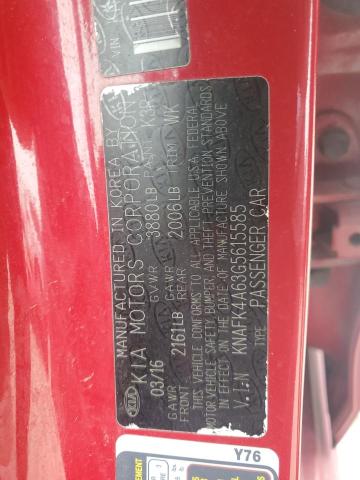 MANUFACTURED IN KOREA BY
KIA MOTORS CORPORATION
03/16 GVWR 3880LB PAINT K3R
GAWR GAWR
FRONT 2161LB REAR 2006LB TRIM WK
THIS VEHICLE CONFORMS TO ALL APPLICABLE U.S.A. FEDERAL
MOTOR VEHICLE SAFETY, BUMPER AND THEFT-PREVENTION STANDARDS
IN EFFECT ON THE DATE OF MANUFACTURE SHOWN ABOVE
V.I.N KNAFK4A63G5615585
TYPE PASSENGER CAR
KIA
VIN
Y76